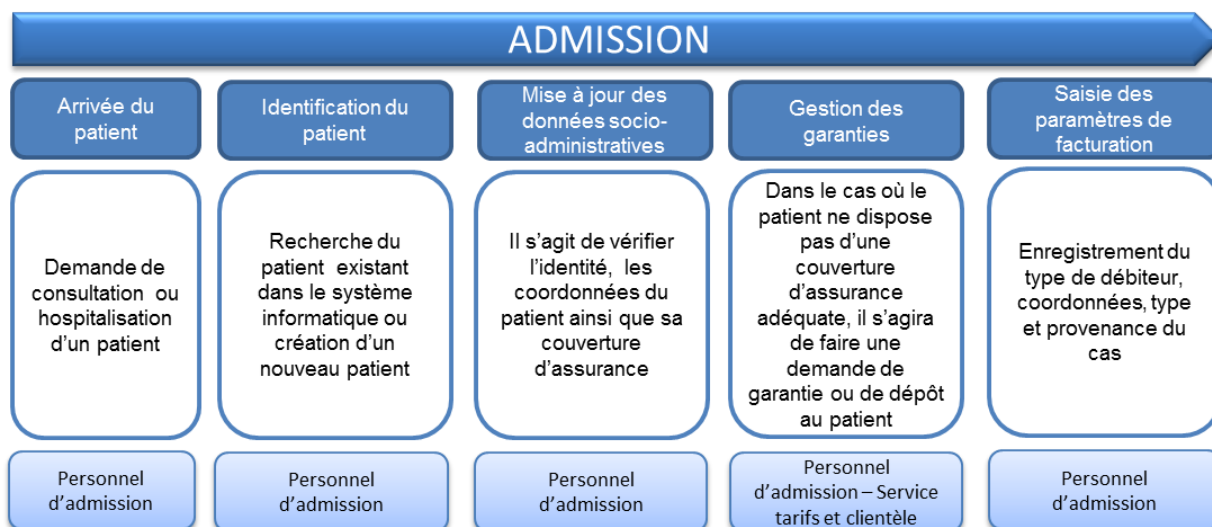 ADMISSION
Arrivée du
patient
Identification du
patient
Mise à jour des
données socio-
administratives
Gestion des
garanties
Saisie des
paramètres de
facturation
Demande de
consultation ou
hospitalisation
d'un patient
Recherche du
patient existant
dans le système
informatique ou
création d'un
nouveau patient
Il s'agit de vérifier
l'identité, les
coordonnées du
patient ainsi que sa
couverture
d'assurance
Dans le cas où le
patient ne dispose
pas d'une
couverture
d'assurance
adéquate, il s'agira
de faire une
demande de
garantie ou de dépôt
au patient
Enregistrement du
type de débiteur,
coordonnées, type
et provenance du
cas
Personnel
d'admission
Personnel
d'admission
Personnel
d'admission
Personnel
d'admission – Service
tarifs et clientèle
Personnel
d'admission